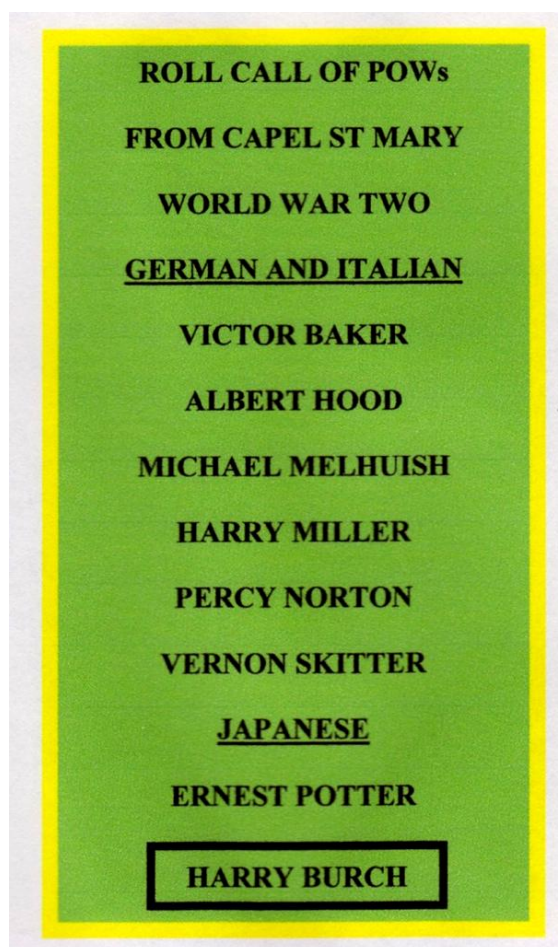 ROLL CALL OF POWs
FROM CAPEL ST MARY
WORLD WAR TWO
GERMAN AND ITALIAN
VICTOR BAKER
ALBERT HOOD
MICHAEL MELHUISH
HARRY MILLER
PERCY NORTON
VERNON SKITTER
JAPANESE
ERNEST POTTER
HARRY BURCH